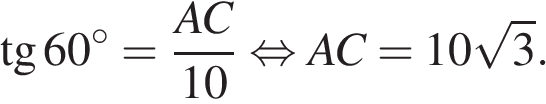 tg 60° = AC/10 ⇔ AC = 10√3.